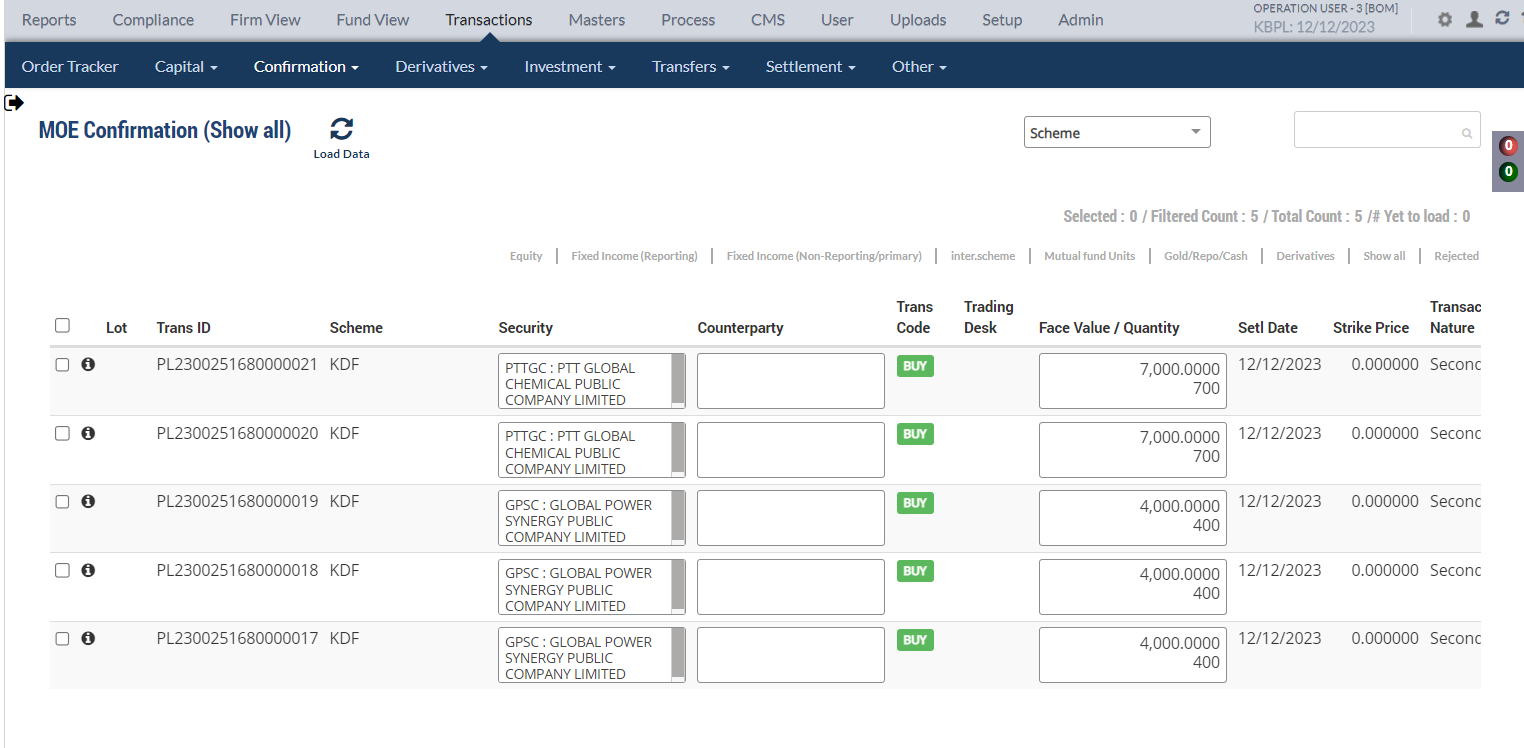 Reports Compliance Firm View Fund View Transactions Masters Process CMS User Uploads Setup Admin
OPERATION USER - 3 [BOM]
KBPL: 12/12/2023
Order Tracker Capital Confirmation Derivatives Investment Transfers Settlement Other
MOE Confirmation (Show all)
Load Data
Scheme
0
0
Selected : 0 / Filtered Count : 5 / Total Count : 5 /# Yet to load : 0
Equity Fixed Income (Reporting) Fixed Income (Non-Reporting/primary) inter.scheme Mutual fund Units Gold/Repo/Cash Derivatives Show all Rejected
Lot Trans ID Scheme Security Counterparty Trans Code Trading Desk Face Value / Quantity Setl Date Strike Price Transac Nature
PL2300251680000021 KDF PTTGC : PTT GLOBAL BUY 7,000.0000 12/12/2023 0.000000 Second
CHEMICAL PUBLIC 700
COMPANY LIMITED
PL2300251680000020 KDF PTTGC : PTT GLOBAL BUY 7,000.0000 12/12/2023 0.000000 Second
CHEMICAL PUBLIC 700
COMPANY LIMITED
PL2300251680000019 KDF GPSC : GLOBAL POWER BUY 4,000.0000 12/12/2023 0.000000 Second
SYNERGY PUBLIC 400
COMPANY LIMITED
PL2300251680000018 KDF GPSC : GLOBAL POWER BUY 4,000.0000 12/12/2023 0.000000 Second
SYNERGY PUBLIC 400
COMPANY LIMITED
PL2300251680000017 KDF GPSC : GLOBAL POWER BUY 4,000.0000 12/12/2023 0.000000 Second
SYNERGY PUBLIC 400
COMPANY LIMITED